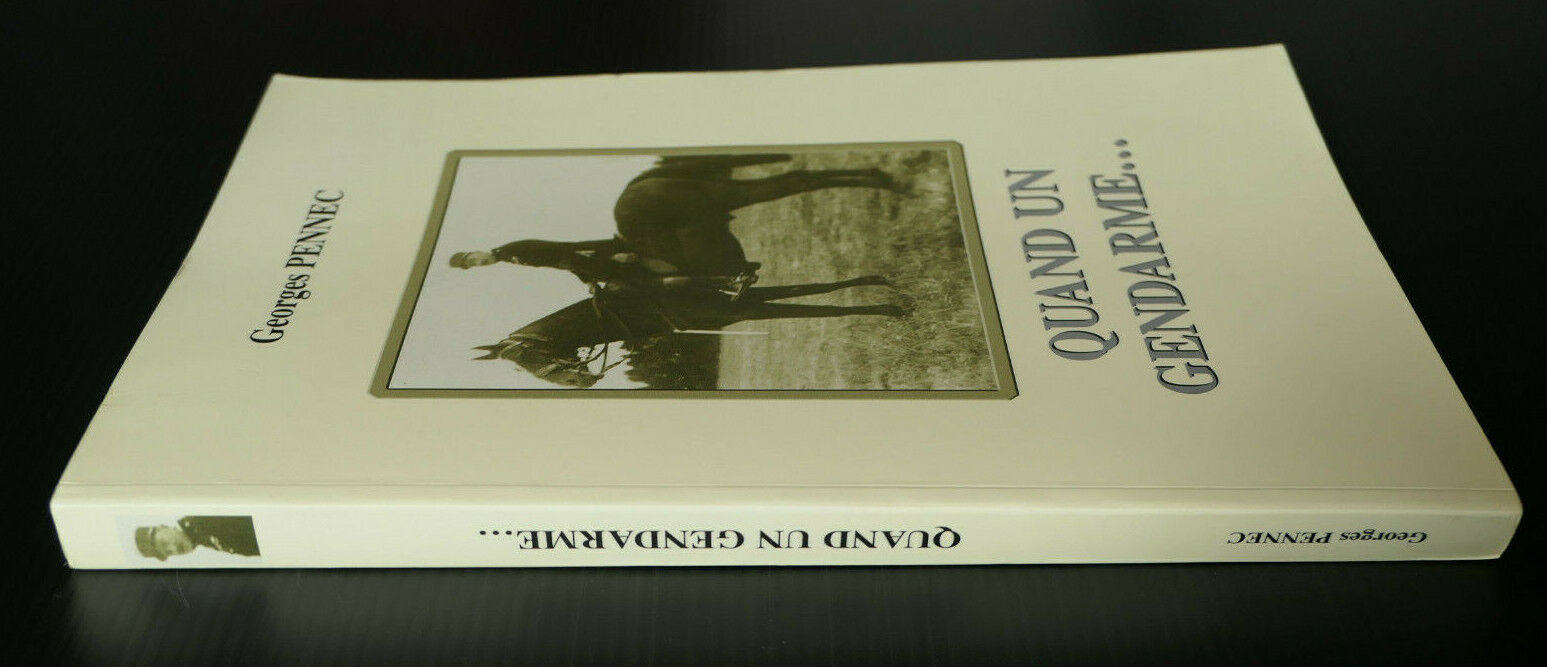 Georges PENNEC
QUAND UN
GENDARME...
QUAND UN GENDARME...
Georges PENNEC